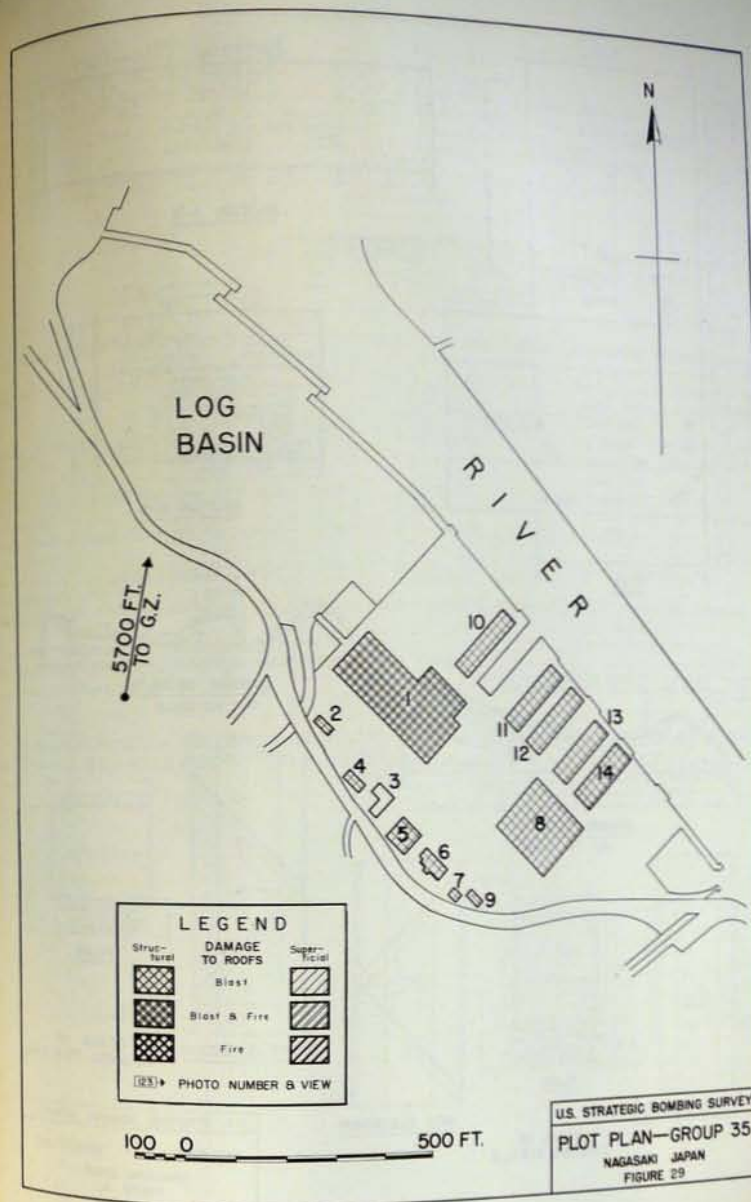 N
LOG
BASIN
RIVER
5700 FT.
TO G.Z.
10
1
2
11
13
12
4
3
14
5
8
6
7
9
LEGEND
Struc-
tural
DAMAGE
TO ROOFS
Super-
ficial
Blast
Blast & Fire
Fire
123 PHOTO NUMBER & VIEW
100 0 500 FT.
U.S. STRATEGIC BOMBING SURVEY
PLOT PLAN—GROUP 35
NAGASAKI JAPAN
FIGURE 29